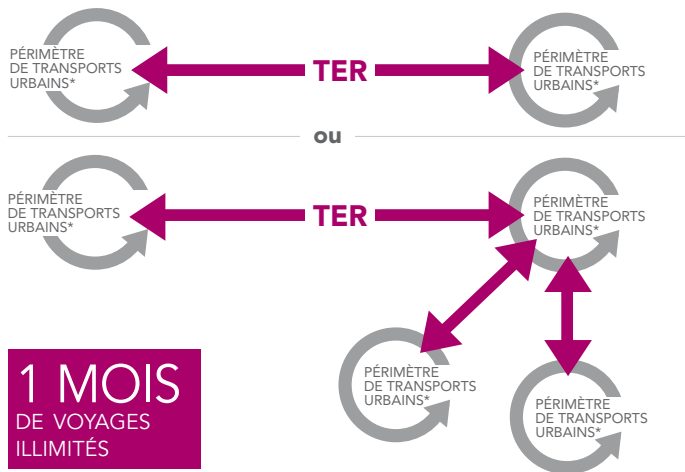 PÉRIMÈTRE
DE TRANSPORTS
URBAINS*
TER
PÉRIMÈTRE
DE TRANSPORTS
URBAINS*
ou
PÉRIMÈTRE
DE TRANSPORTS
URBAINS*
TER
PÉRIMÈTRE
DE TRANSPORTS
URBAINS*
PÉRIMÈTRE
DE TRANSPORTS
URBAINS*
PÉRIMÈTRE
DE TRANSPORTS
URBAINS*
1 MOIS
DE VOYAGES
ILLIMITÉS